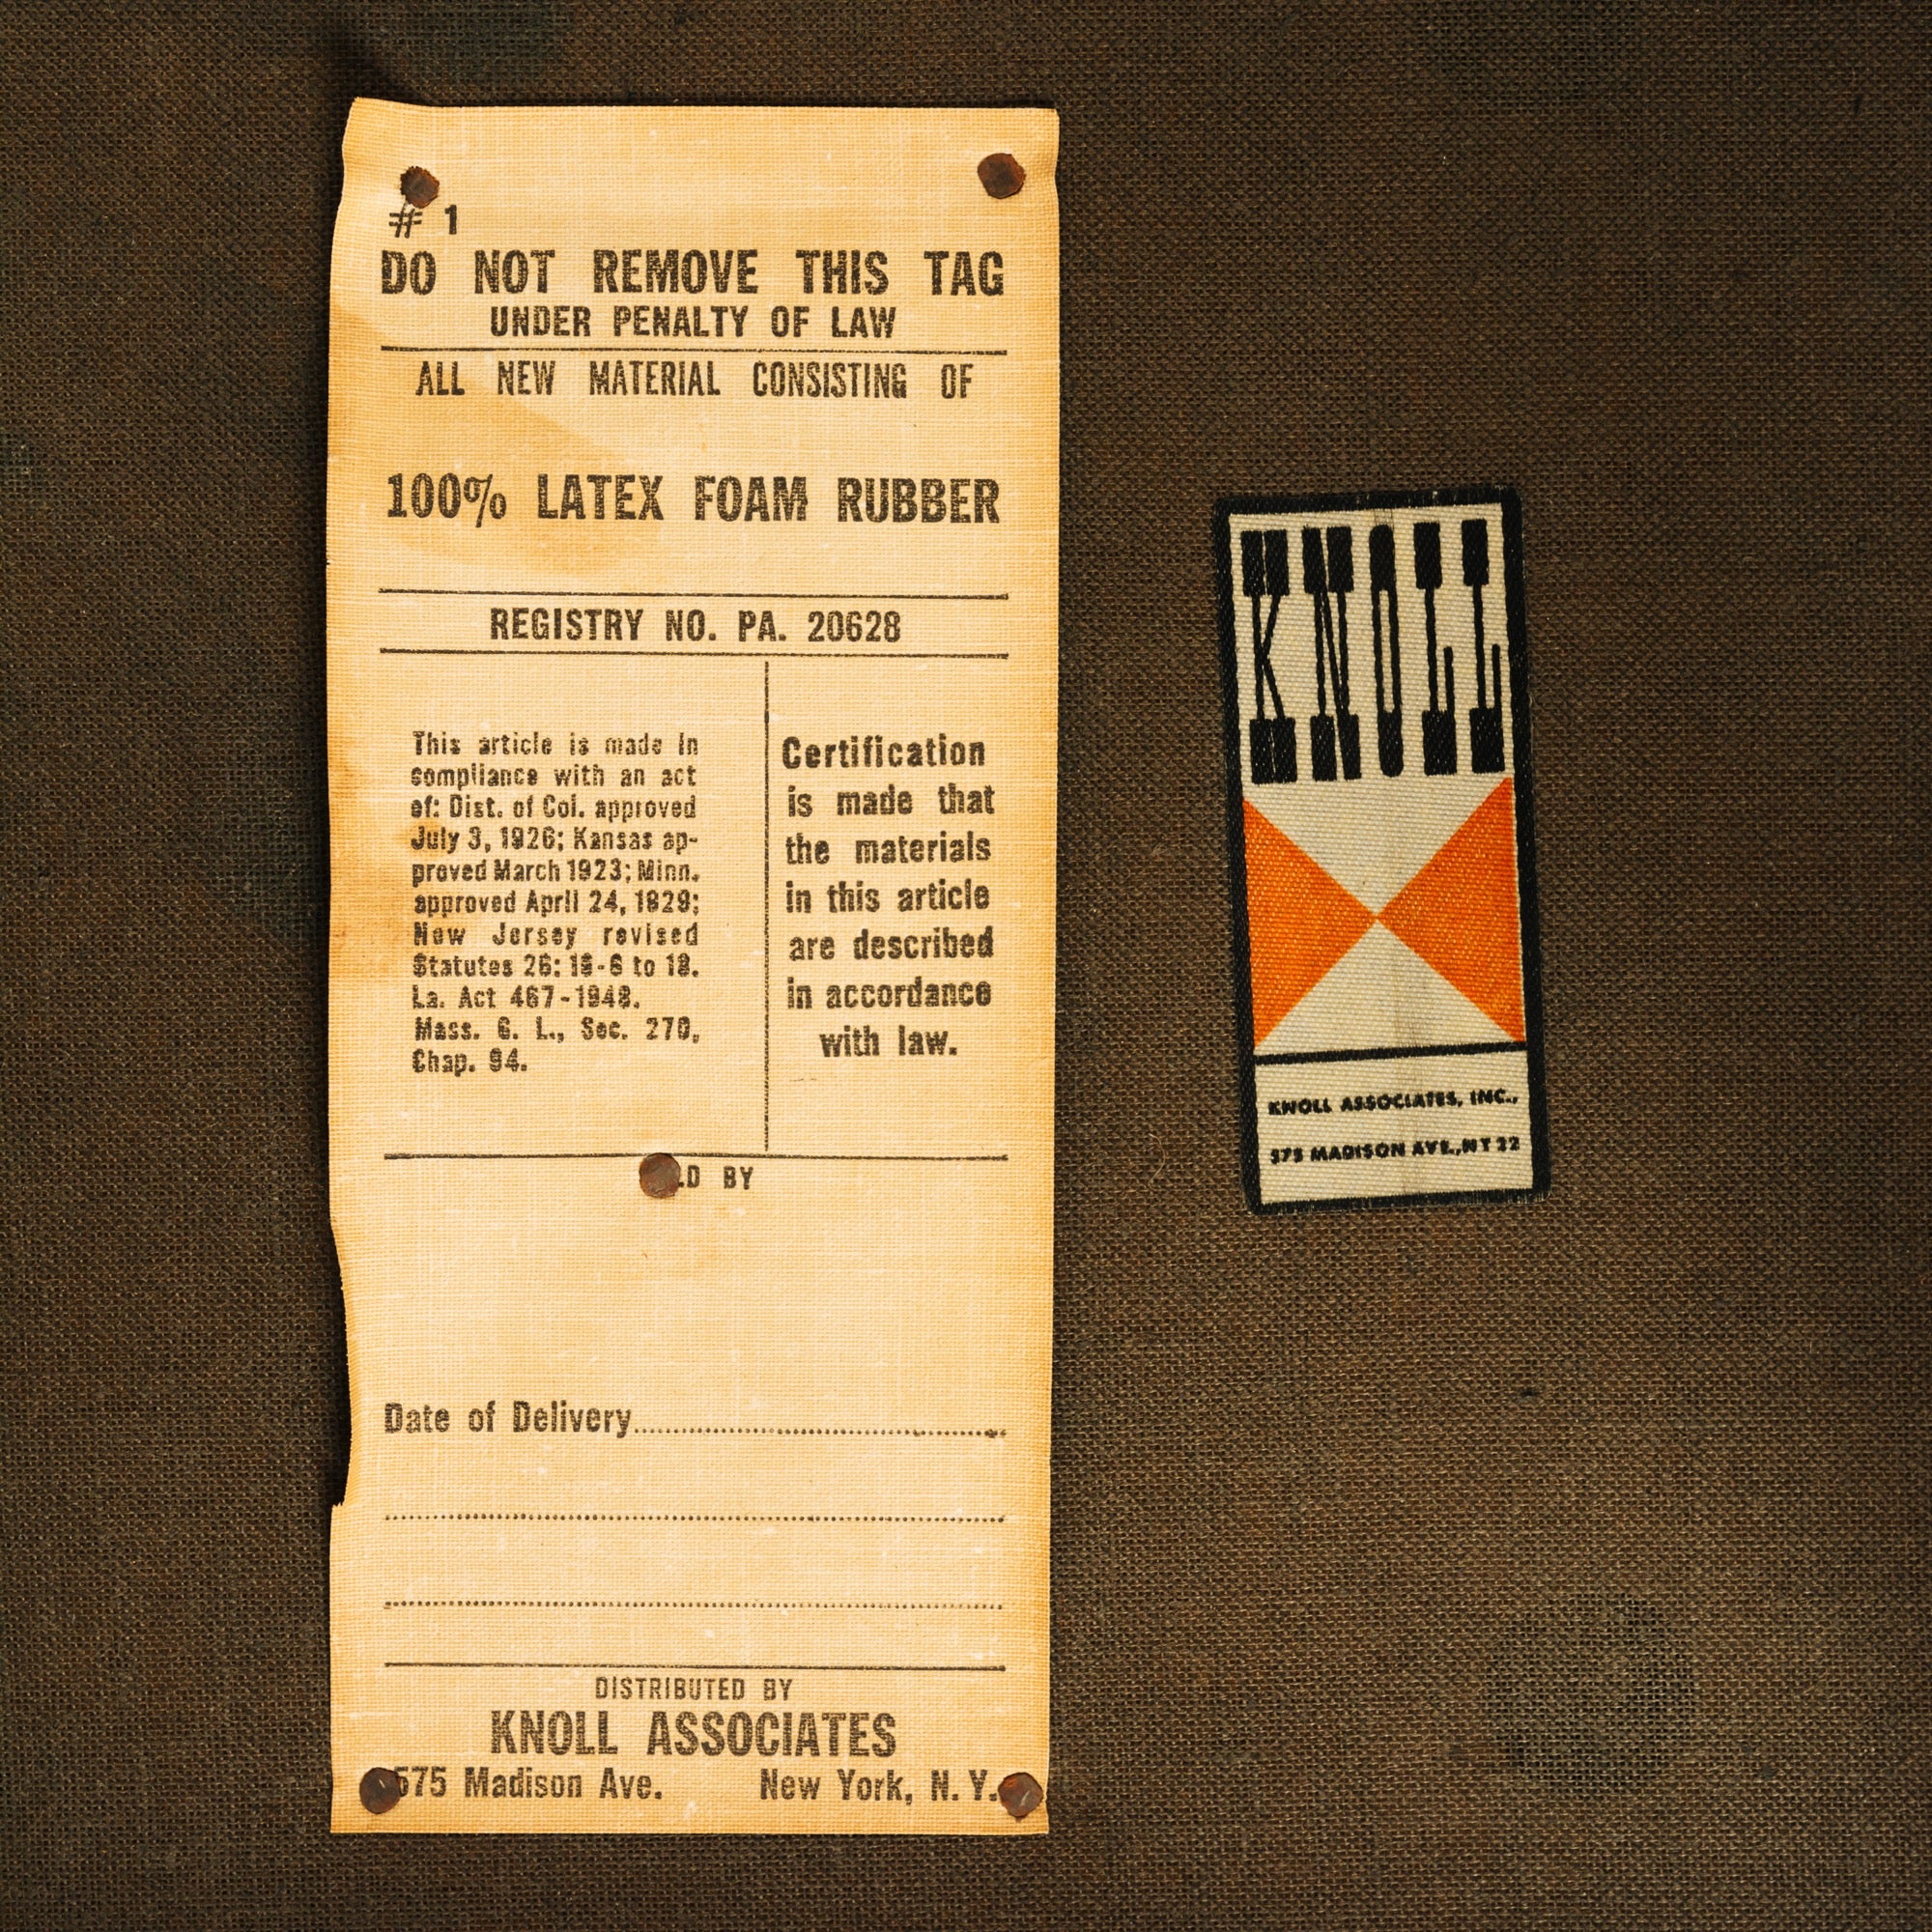 # 1
DO NOT REMOVE THIS TAG
UNDER PENALTY OF LAW
ALL NEW MATERIAL CONSISTING OF
100% LATEX FOAM RUBBER
REGISTRY NO. PA. 20628
This article is made in
compliance with an act
of: Dist. of Col. approved
July 3, 1926; Kansas ap-
proved March 1923; Minn.
approved April 24, 1929;
New Jersey revised
Statutes 26: 10-6 to 18.
La. Act 467-1948.
Mass. G. L., Sec. 270,
Chap. 94.
Certification
is made that
the materials
in this article
are described
in accordance
with law.
BY
Date of Delivery
DISTRIBUTED BY
KNOLL ASSOCIATES
575 Madison Ave. New York, N. Y.
KNOLL
KNOLL ASSOCIATES, INC.,
575 MADISON AVE., NY 22